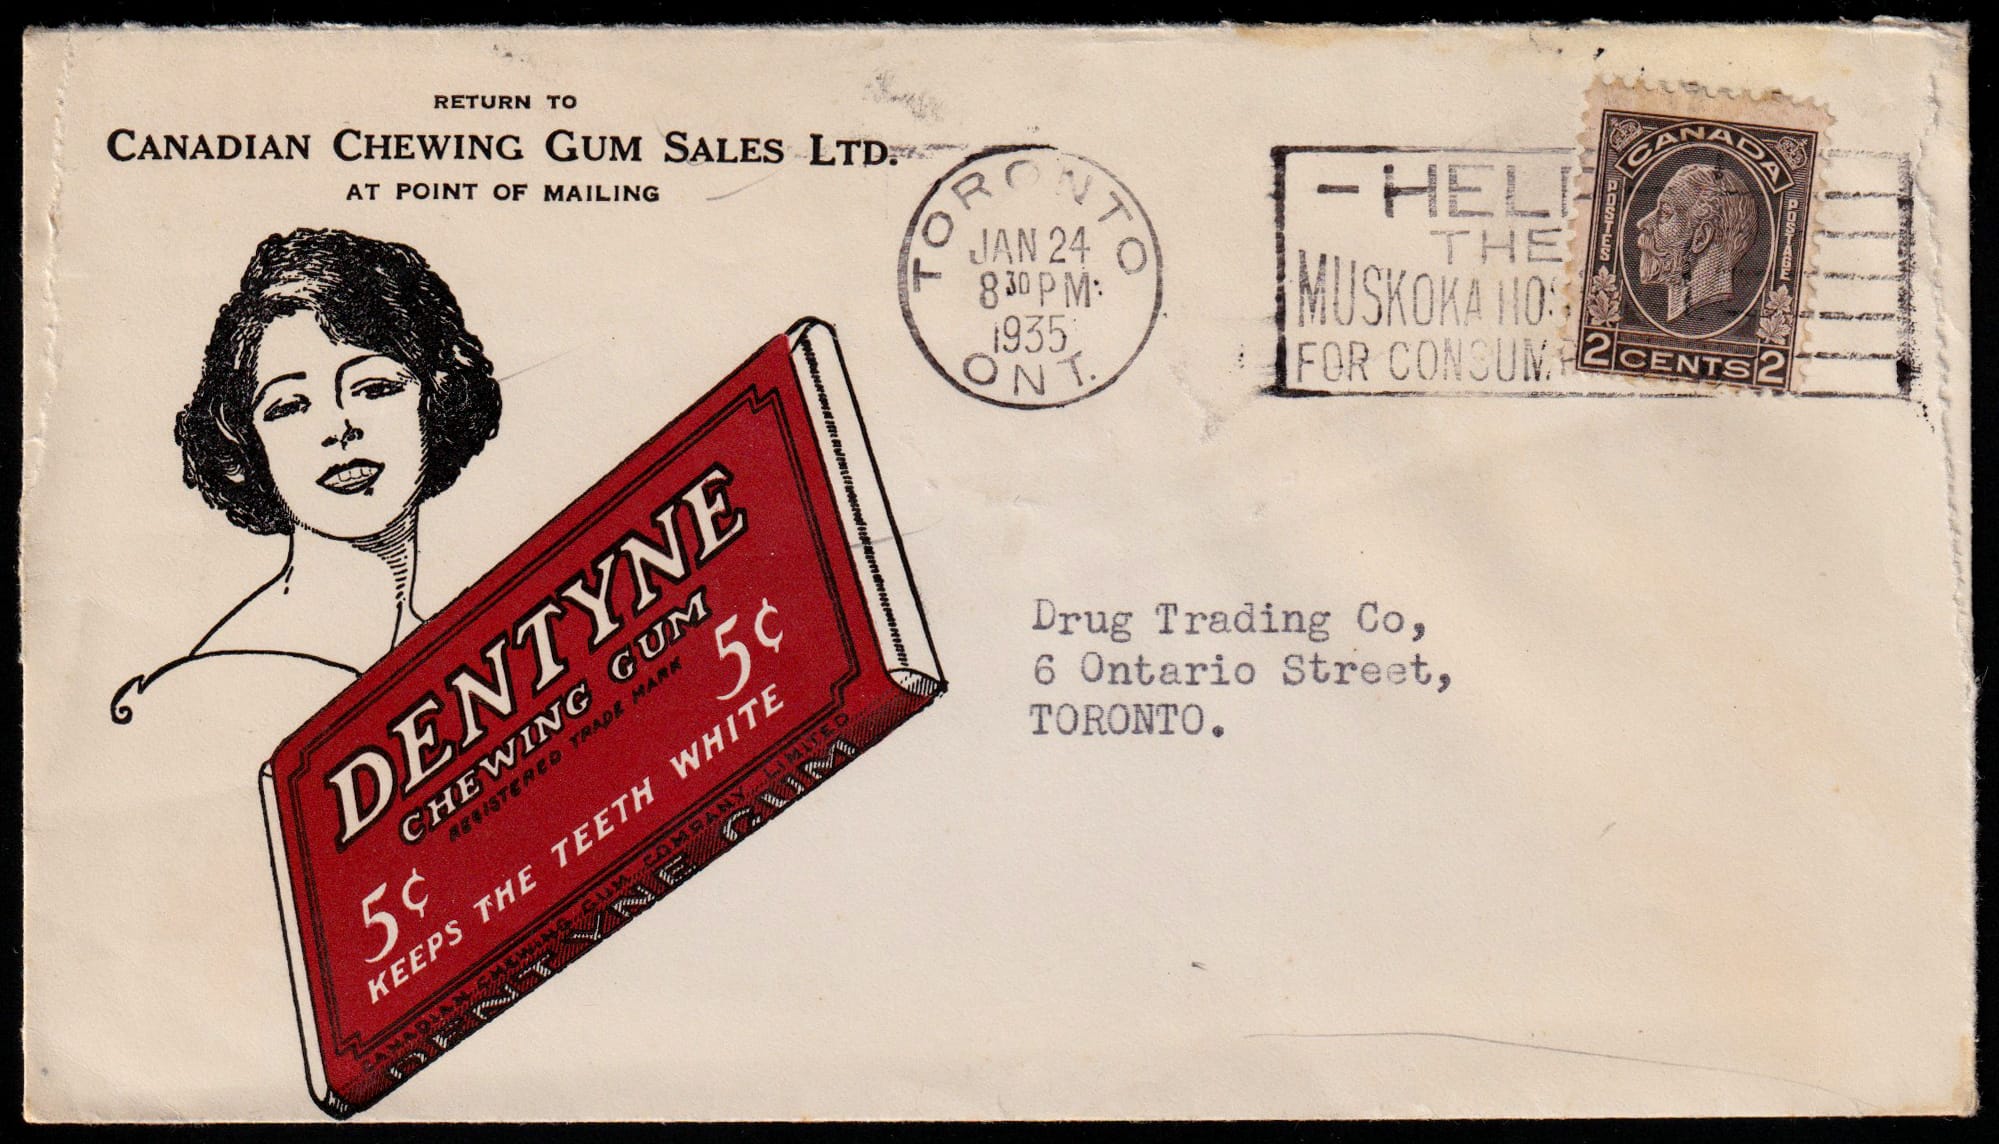 RETURN TO
CANADIAN CHEWING GUM SALES LTD.
AT POINT OF MAILING
TORONTO
JAN 24
8 30 PM
1935
ONT.
- HELP
THE
MUSKOKA HOS
FOR CONSUM
CANADA
POSTES POSTAGE
2 CENTS 2
DENTYNE
CHEWING GUM
REGISTERED TRADE MARK
5¢
5¢
KEEPS THE TEETH WHITE
CANADIAN CHEWING GUM COMPANY LIMITED
DENTYNE GUM
Drug Trading Co,
6 Ontario Street,
TORONTO.